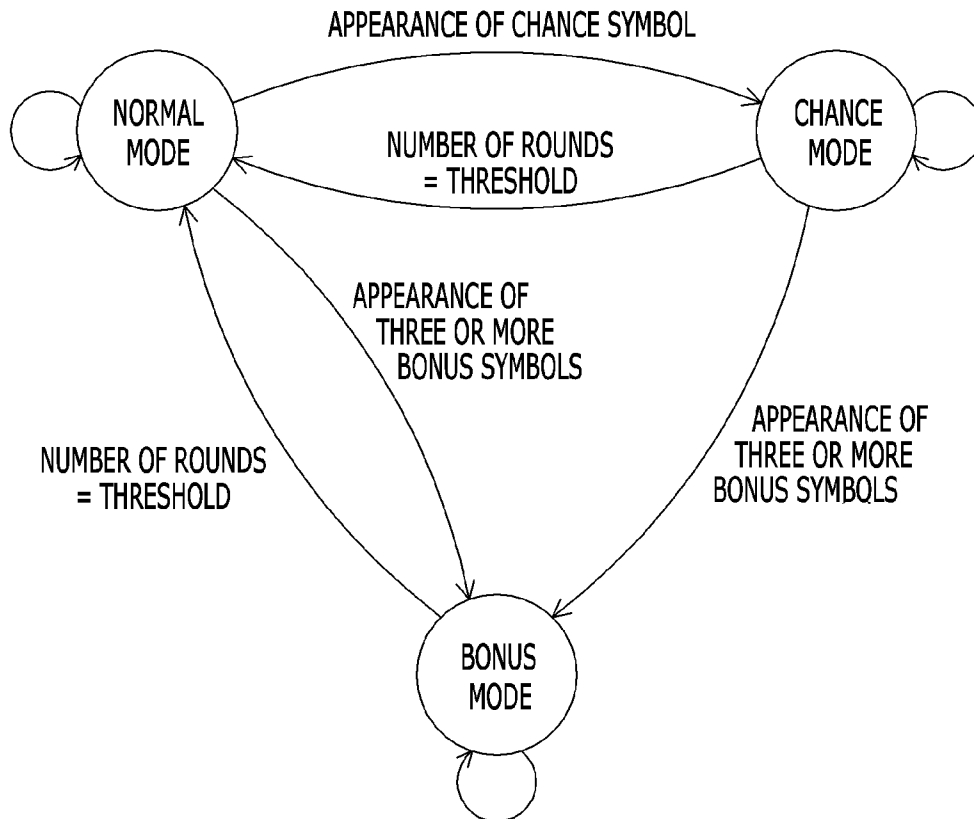 APPEARANCE OF CHANCE SYMBOL
NORMAL
MODE
CHANCE
MODE
NUMBER OF ROUNDS
= THRESHOLD
APPEARANCE OF
THREE OR MORE
BONUS SYMBOLS
APPEARANCE OF
THREE OR MORE
BONUS SYMBOLS
NUMBER OF ROUNDS
= THRESHOLD
BONUS
MODE